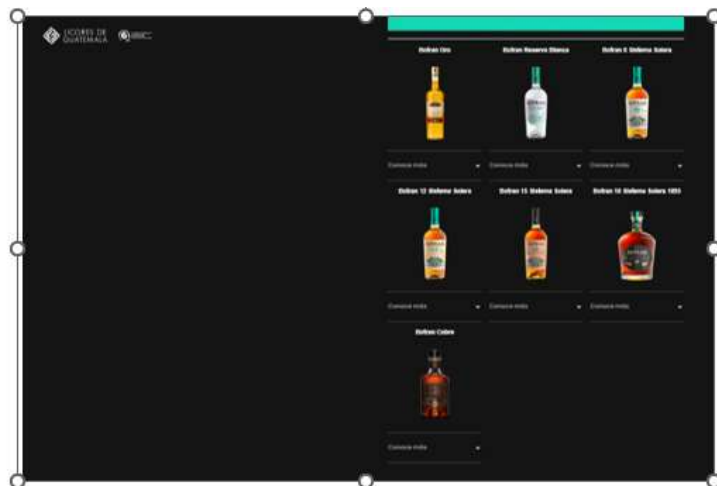 LICORES DE
GUATEMALA
Botran Oro
Botran Reserva Blanca
Botran 8 Sistema Solera
Conoce más
Conoce más
Conoce más
Botran 12 Sistema Solera
Botran 15 Sistema Solera
Botran 18 Sistema Solera 1893
Conoce más
Conoce más
Conoce más
Botran Cobre
Conoce más